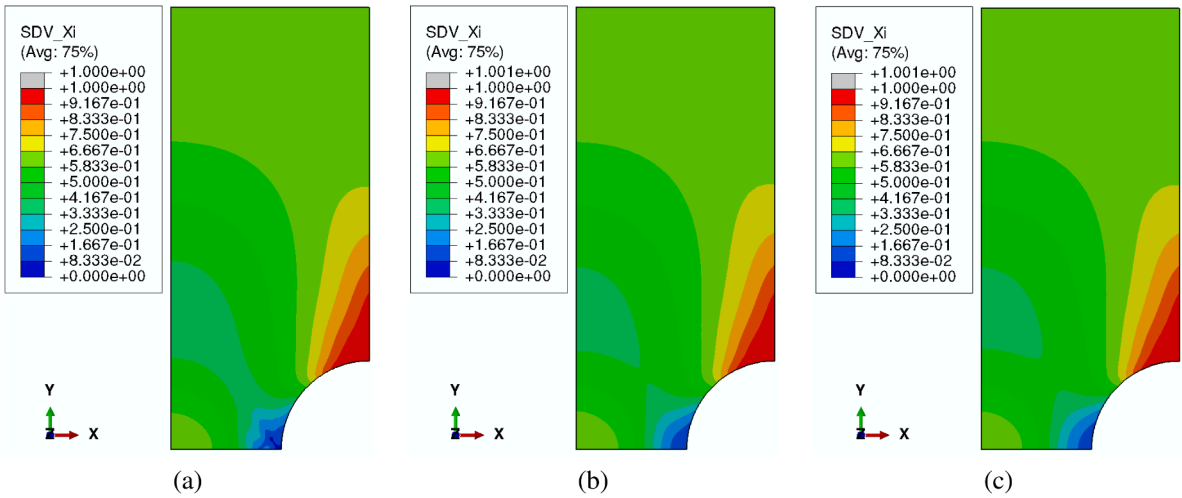 SDV_Xi
(Avg: 75%)
+1.000e+00
+1.000e+00
+9.167e-01
+8.333e-01
+7.500e-01
+6.667e-01
+5.833e-01
+5.000e-01
+4.167e-01
+3.333e-01
+2.500e-01
+1.667e-01
+8.333e-02
+0.000e+00
Y
Z
X
(a)
SDV_Xi
(Avg: 75%)
+1.001e+00
+1.000e+00
+9.167e-01
+8.333e-01
+7.500e-01
+6.667e-01
+5.833e-01
+5.000e-01
+4.167e-01
+3.333e-01
+2.500e-01
+1.667e-01
+8.333e-02
+0.000e+00
Y
Z
X
(b)
SDV_Xi
(Avg: 75%)
+1.001e+00
+1.000e+00
+9.167e-01
+8.333e-01
+7.500e-01
+6.667e-01
+5.833e-01
+5.000e-01
+4.167e-01
+3.333e-01
+2.500e-01
+1.667e-01
+8.333e-02
+0.000e+00
Y
Z
X
(c)